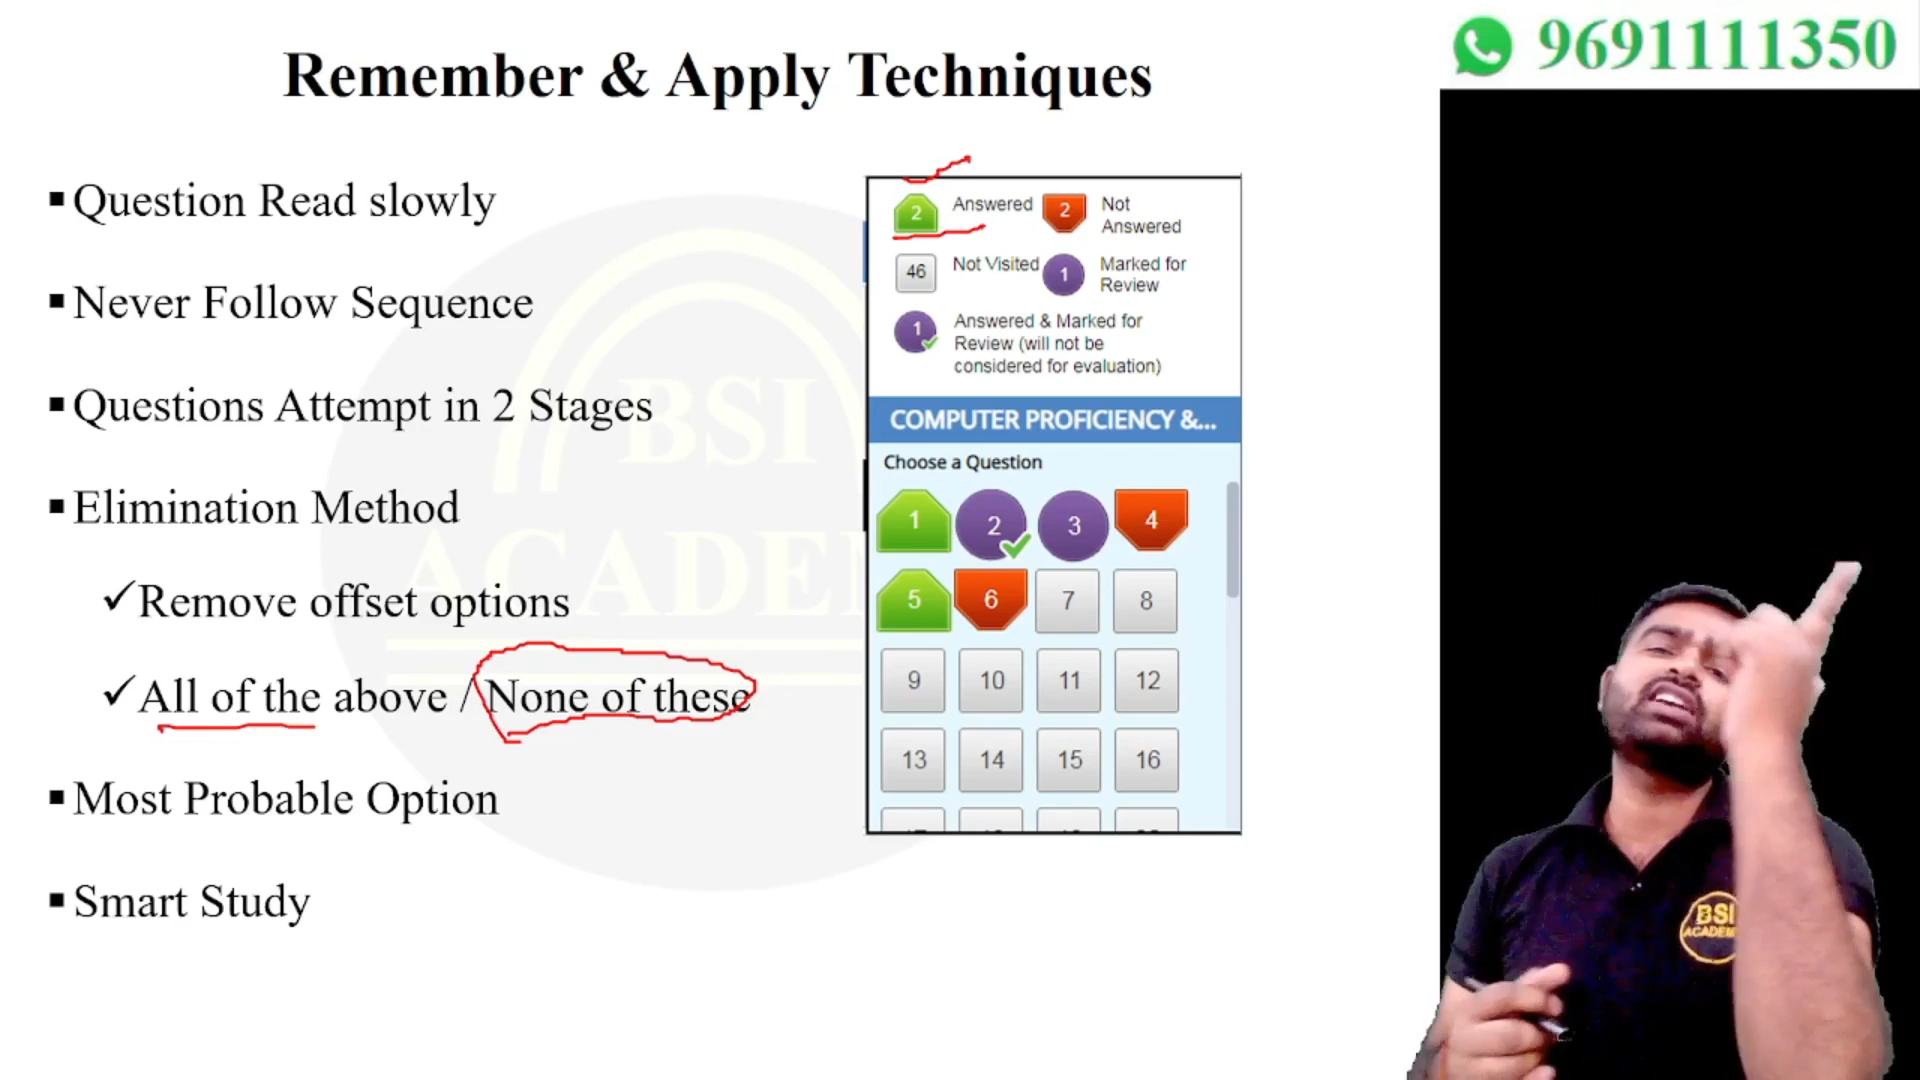 9691111350
Remember & Apply Techniques
▪Question Read slowly
▪Never Follow Sequence
▪Questions Attempt in 2 Stages
▪Elimination Method
✓Remove offset options
✓All of the above / None of these
▪Most Probable Option
▪Smart Study
BSI
2 Answered 2 Not
Answered
46 Not Visited 1 Marked for
Review
1 Answered & Marked for
Review (will not be
considered for evaluation)
COMPUTER PROFICIENCY &...
Choose a Question
1 2 3 4
5 6 7 8
9 10 11 12
13 14 15 16
BSI